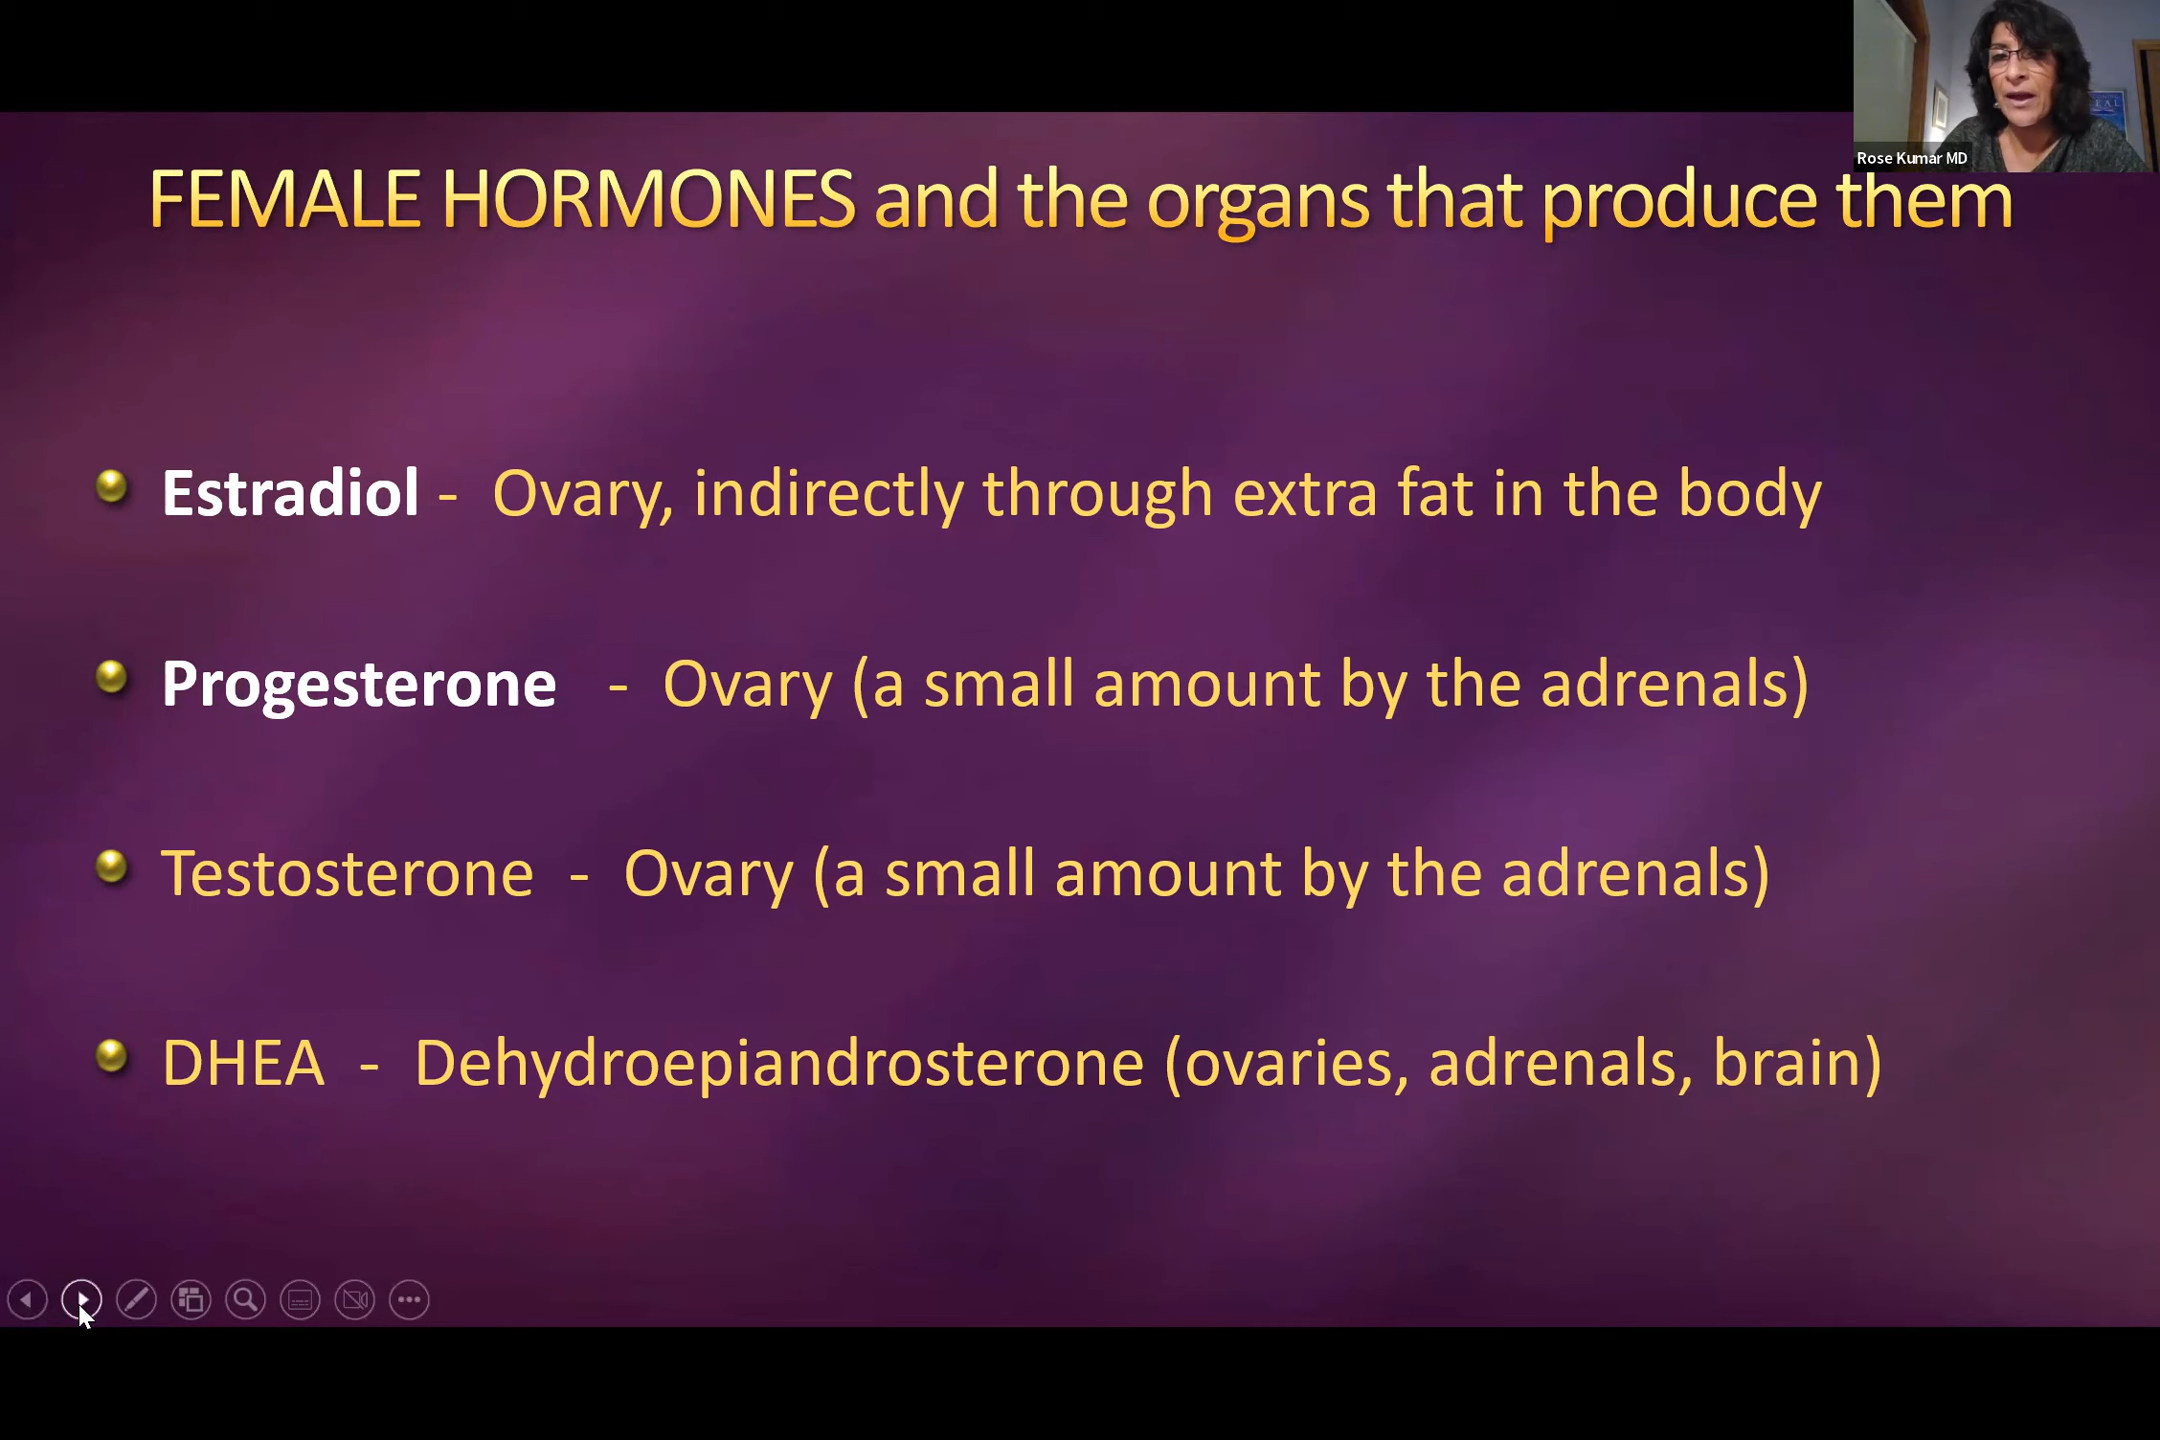 Rose Kumar MD
FEMALE HORMONES and the organs that produce them
Estradiol - Ovary, indirectly through extra fat in the body
Progesterone - Ovary (a small amount by the adrenals)
Testosterone - Ovary (a small amount by the adrenals)
DHEA - Dehydroepiandrosterone (ovaries, adrenals, brain)